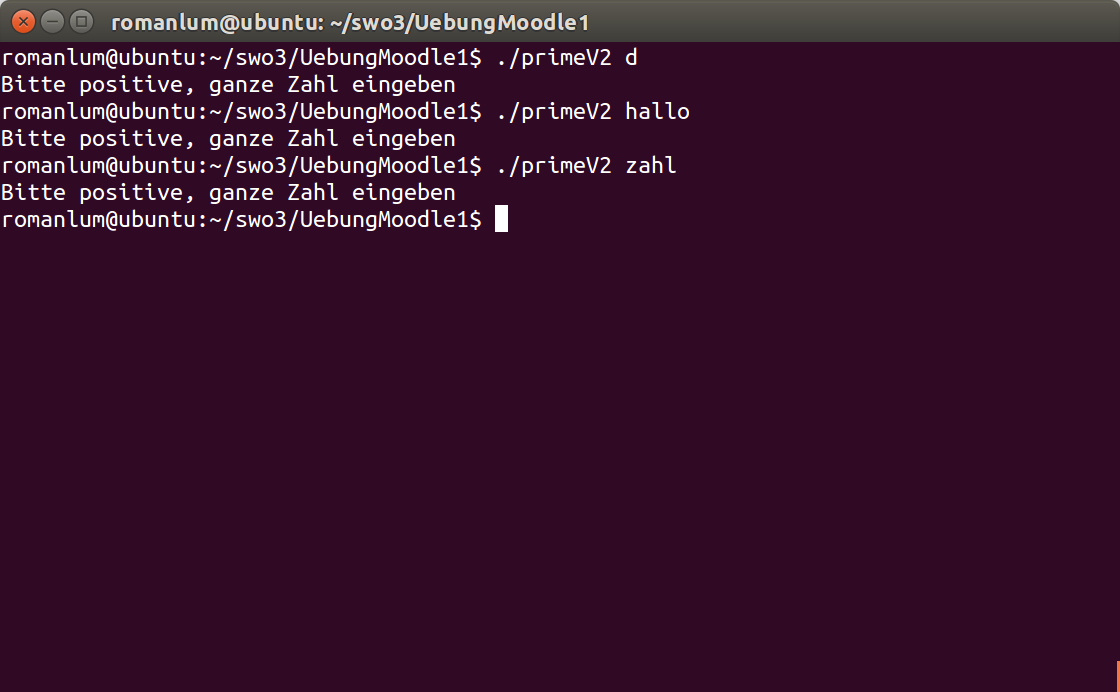 romanlum@ubuntu: ~/swo3/UebungMoodle1
romanlum@ubuntu:~/swo3/UebungMoodle1$ ./primeV2 d
Bitte positive, ganze Zahl eingeben
romanlum@ubuntu:~/swo3/UebungMoodle1$ ./primeV2 hallo
Bitte positive, ganze Zahl eingeben
romanlum@ubuntu:~/swo3/UebungMoodle1$ ./primeV2 zahl
Bitte positive, ganze Zahl eingeben
romanlum@ubuntu:~/swo3/UebungMoodle1$